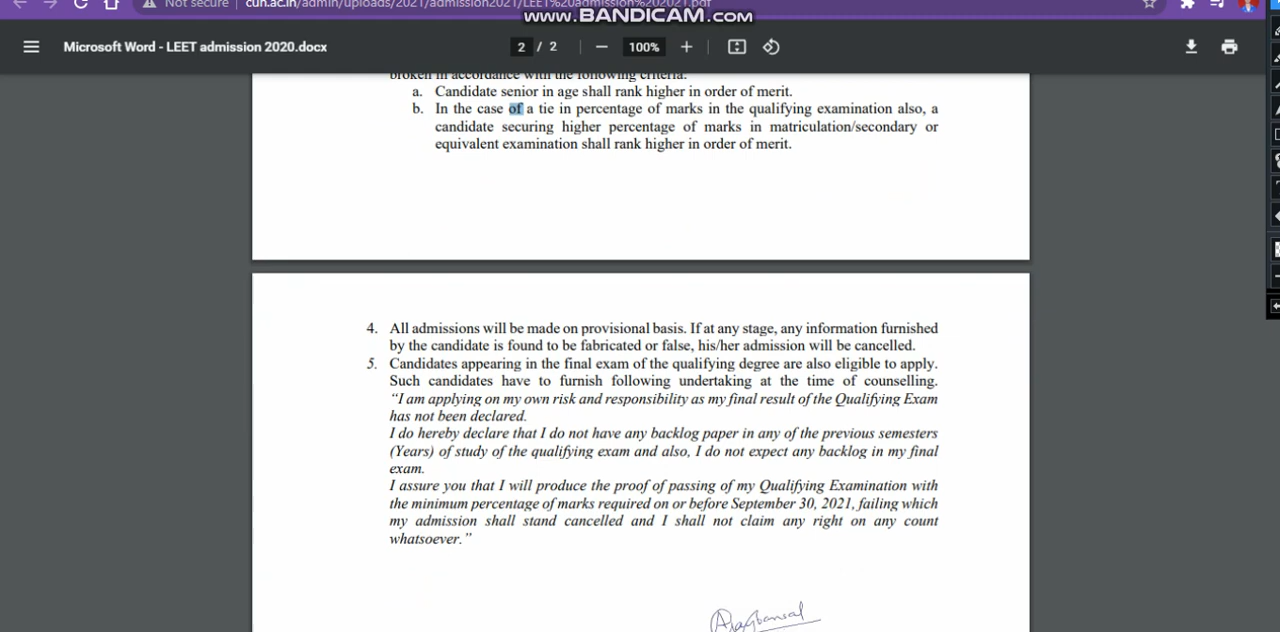 Not secure | cuh.ac.in/admin/uploads/2021/admission2021/LEET%20admission%202021.pdf
www.BANDICAM.com
Microsoft Word - LEET admission 2020.docx 2 / 2 100%
broken in accordance with the following criteria:
a. Candidate senior in age shall rank higher in order of merit.
b. In the case of a tie in percentage of marks in the qualifying examination also, a
candidate securing higher percentage of marks in matriculation/secondary or
equivalent examination shall rank higher in order of merit.
4. All admissions will be made on provisional basis. If at any stage, any information furnished
by the candidate is found to be fabricated or false, his/her admission will be cancelled.
5. Candidates appearing in the final exam of the qualifying degree are also eligible to apply.
Such candidates have to furnish following undertaking at the time of counselling.
“I am applying on my own risk and responsibility as my final result of the Qualifying Exam
has not been declared.
I do hereby declare that I do not have any backlog paper in any of the previous semesters
(Years) of study of the qualifying exam and also, I do not expect any backlog in my final
exam.
I assure you that I will produce the proof of passing of my Qualifying Examination with
the minimum percentage of marks required on or before September 30, 2021, failing which
my admission shall stand cancelled and I shall not claim any right on any count
whatsoever.”